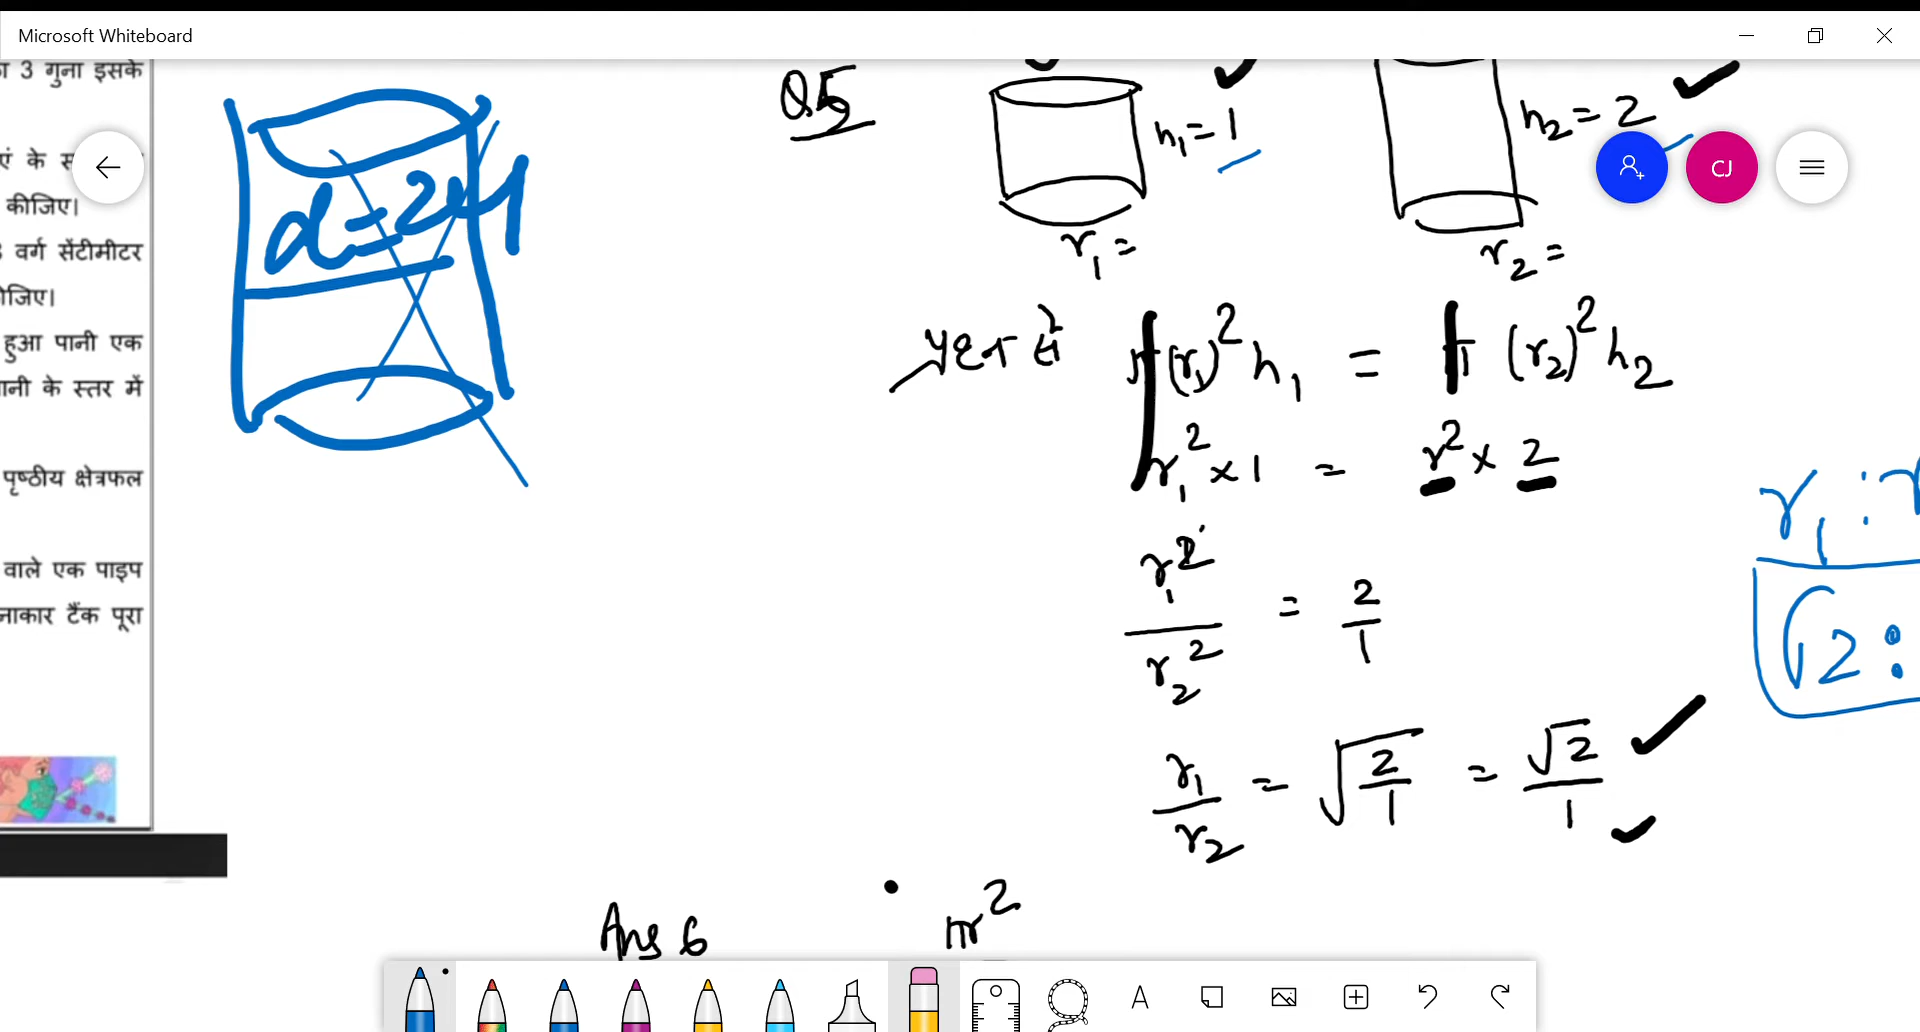 Microsoft Whiteboard
3 गुना इसके
एं के
कीजिए।
वर्ग सेंटीमीटर
हुआ पानी एक
पानी के स्तर में
पृष्ठीय क्षेत्रफल
वाले एक पाइप
टैंक पूरा
d=24
Q5
h₁=1
h₂=2
r₁=
r₂=
π(r₁)²h₁ = π(r₂)²h₂
r₁²×1 = r²×2
r₁²/r₂² = 2/1
r₁ :
√2 :
r₁/r₂ = √(2/1) = √2/1
Ans 6
πr²
CJ
A